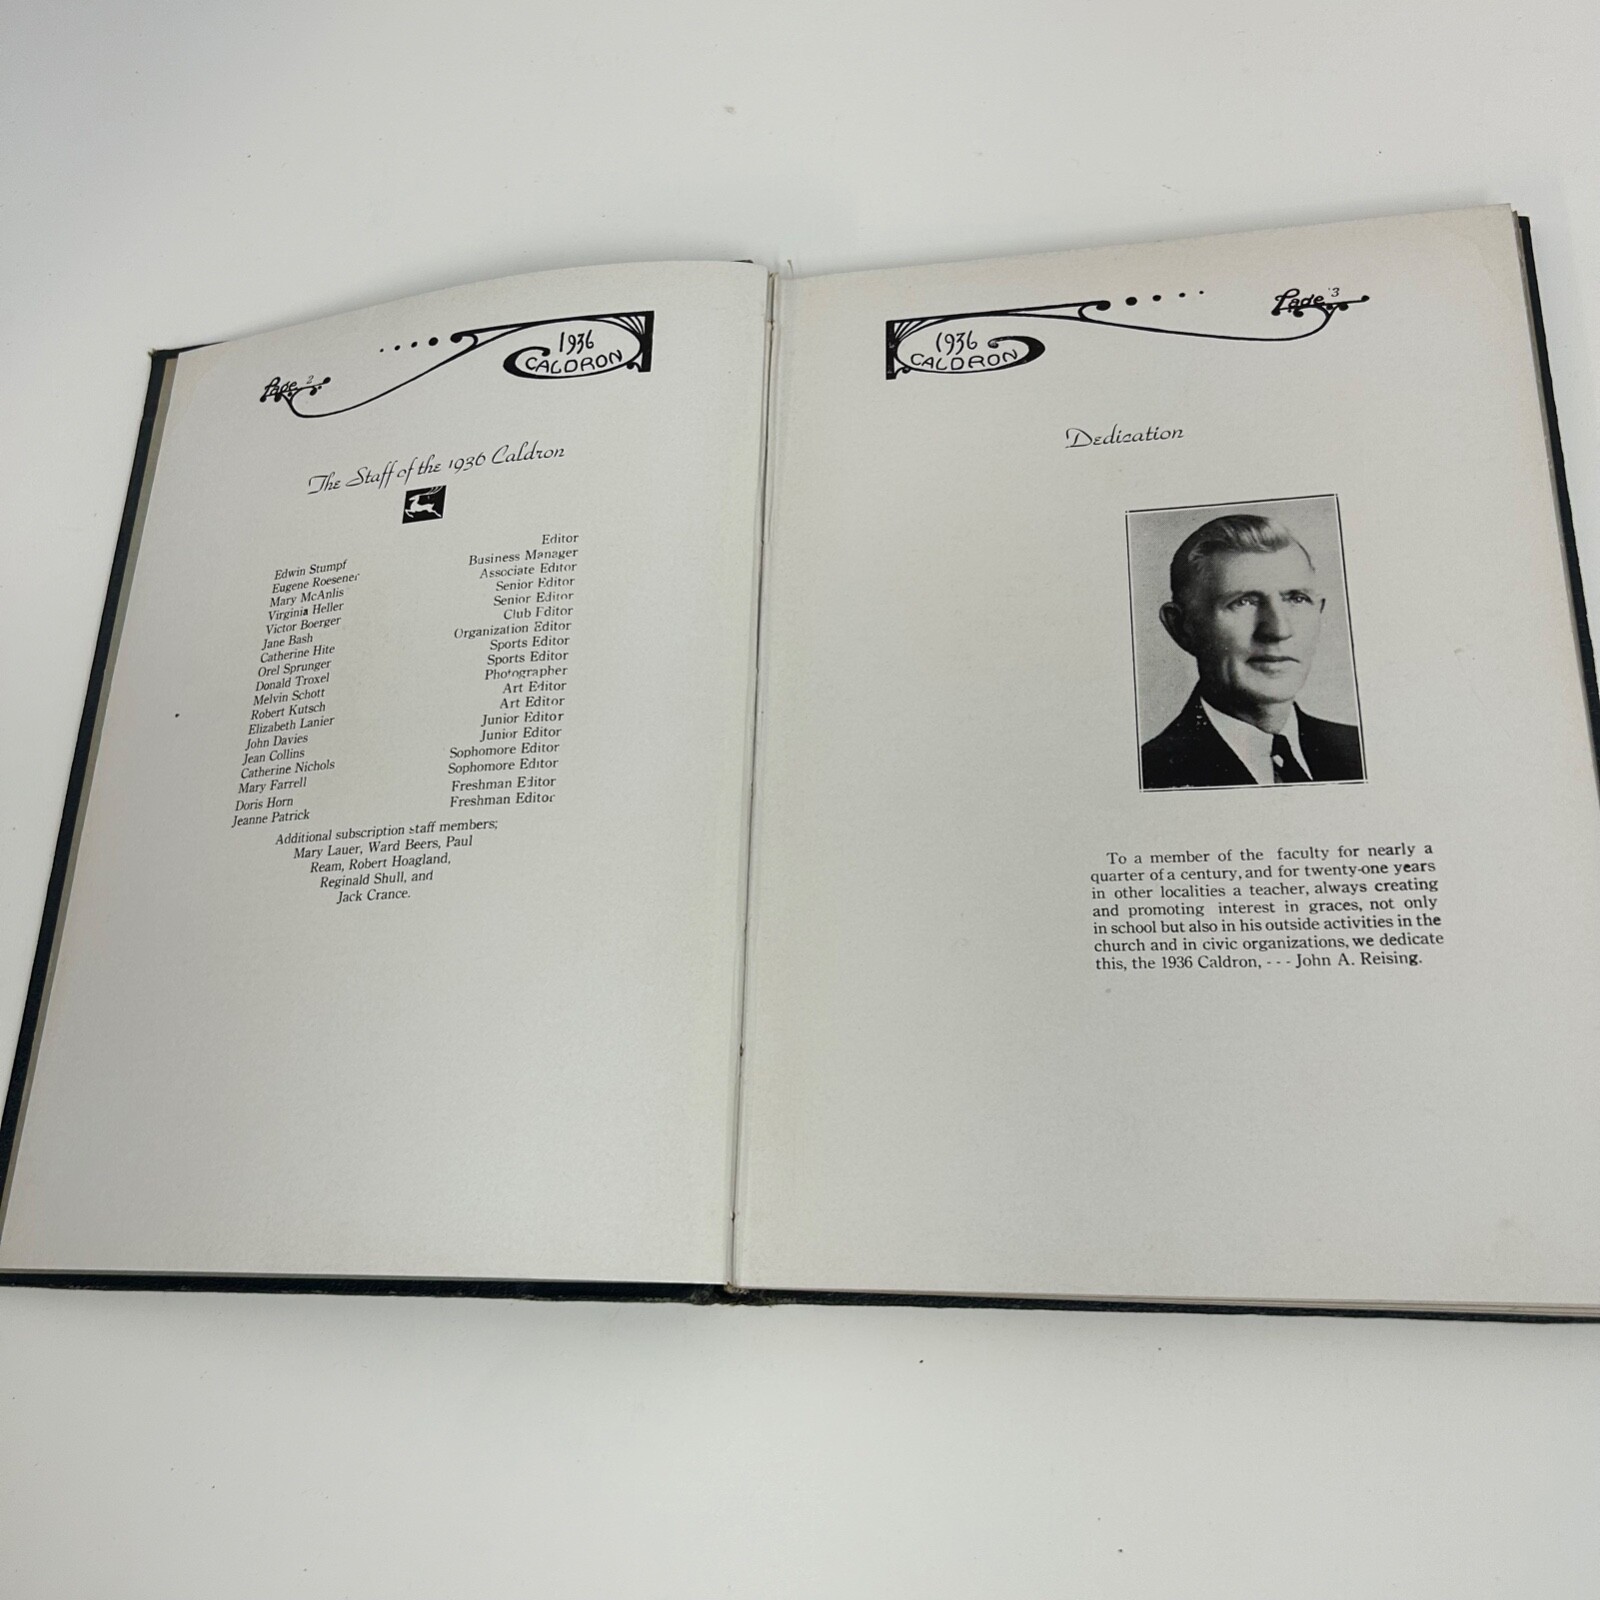 Page 2
1936
CALDRON
The Staff of the 1936 Caldron
Edwin Stumpf Editor
Eugene Roesener Business Manager
Mary McAnlis Associate Editor
Virginia Heller Senior Editor
Victor Boerger Senior Editor
Jane Bash Club Editor
Catherine Hite Organization Editor
Orel Sprunger Sports Editor
Donald Troxel Sports Editor
Melvin Schott Photographer
Robert Kutsch Art Editor
Elizabeth Lanier Art Editor
John Davies Junior Editor
Jean Collins Junior Editor
Catherine Nichols Sophomore Editor
Mary Farrell Sophomore Editor
Doris Horn Freshman Editor
Jeanne Patrick Freshman Editor
Additional subscription staff members;
Mary Lauer, Ward Beers, Paul
Ream, Robert Hoagland,
Reginald Shull, and
Jack Crance.
1936
CALDRON
Page 3
Dedication
To a member of the faculty for nearly a
quarter of a century, and for twenty-one years
in other localities a teacher, always creating
and promoting interest in graces, not only
in school but also in his outside activities in the
church and in civic organizations, we dedicate
this, the 1936 Caldron, - - - John A. Reising.